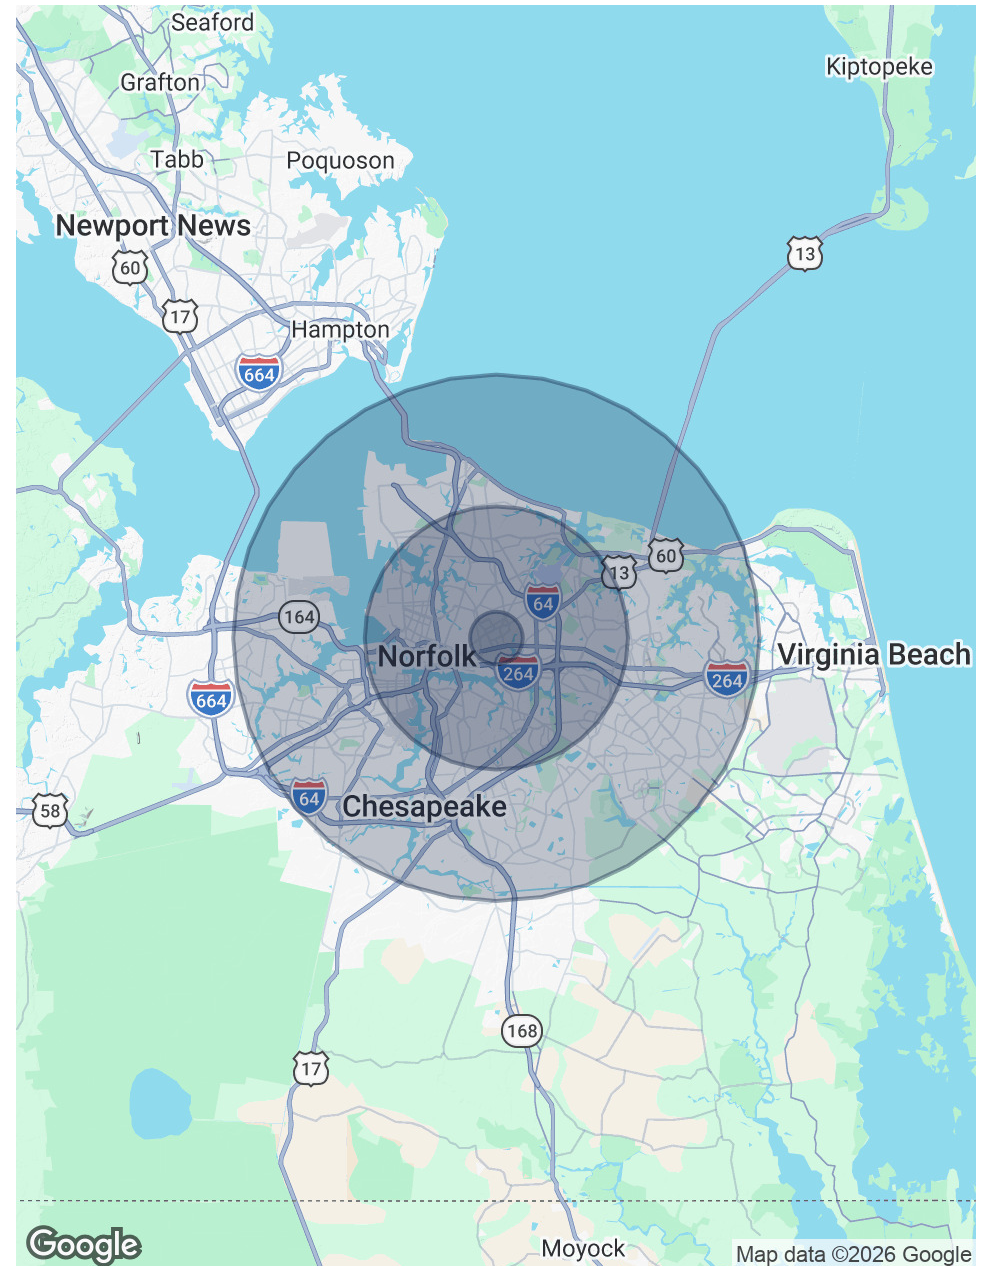 Seaford
Kiptopeke
Grafton
Tabb
Poquoson
Newport News
13
60
17
Hampton
664
60
13
64
164
Norfolk
Virginia Beach
264
264
664
64
Chesapeake
58
168
17
Google
Moyock
Map data ©2026 Google